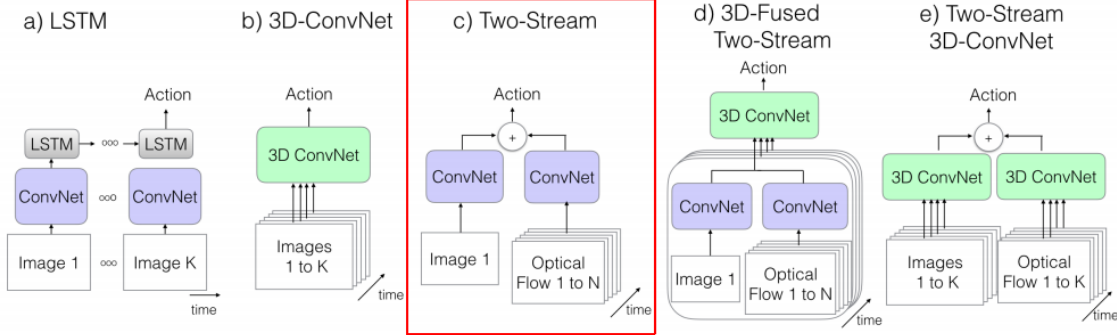 a) LSTM
Action
LSTM
ooo
LSTM
ConvNet
ooo
ConvNet
Image 1
ooo
Image K
time
b) 3D-ConvNet
Action
3D ConvNet
Images
1 to K
time
c) Two-Stream
Action
+
ConvNet
ConvNet
Image 1
Optical
Flow 1 to N
time
d) 3D-Fused
Two-Stream
Action
3D ConvNet
ConvNet
ConvNet
Image 1
Optical
Flow 1 to N
time
e) Two-Stream
3D-ConvNet
Action
+
3D ConvNet
3D ConvNet
Images
1 to K
Optical
Flow 1 to N
time